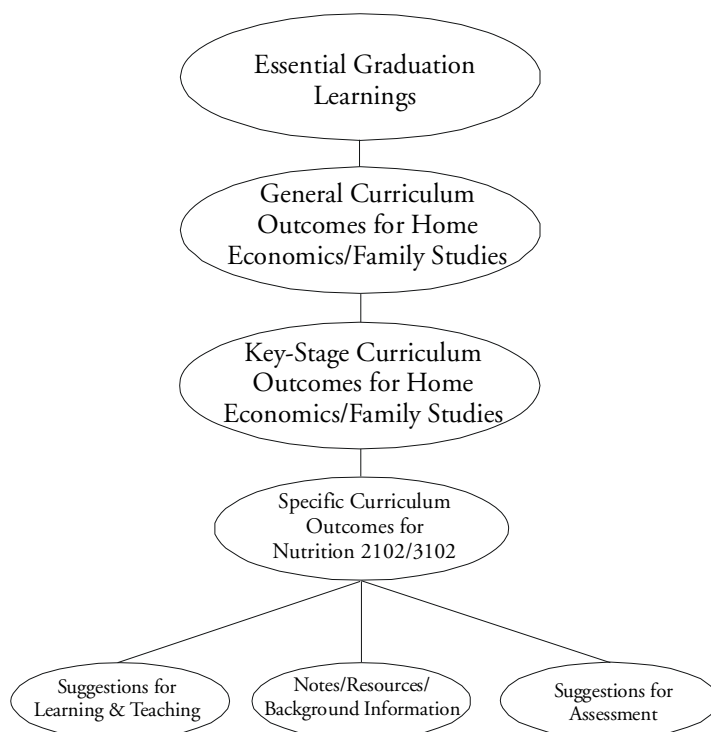 Essential Graduation
Learnings
General Curriculum
Outcomes for Home
Economics/Family Studies
Key-Stage Curriculum
Outcomes for Home
Economics/Family Studies
Specific Curriculum
Outcomes for
Nutrition 2102/3102
Suggestions for
Learning & Teaching
Notes/Resources/
Background Information
Suggestions for
Assessment